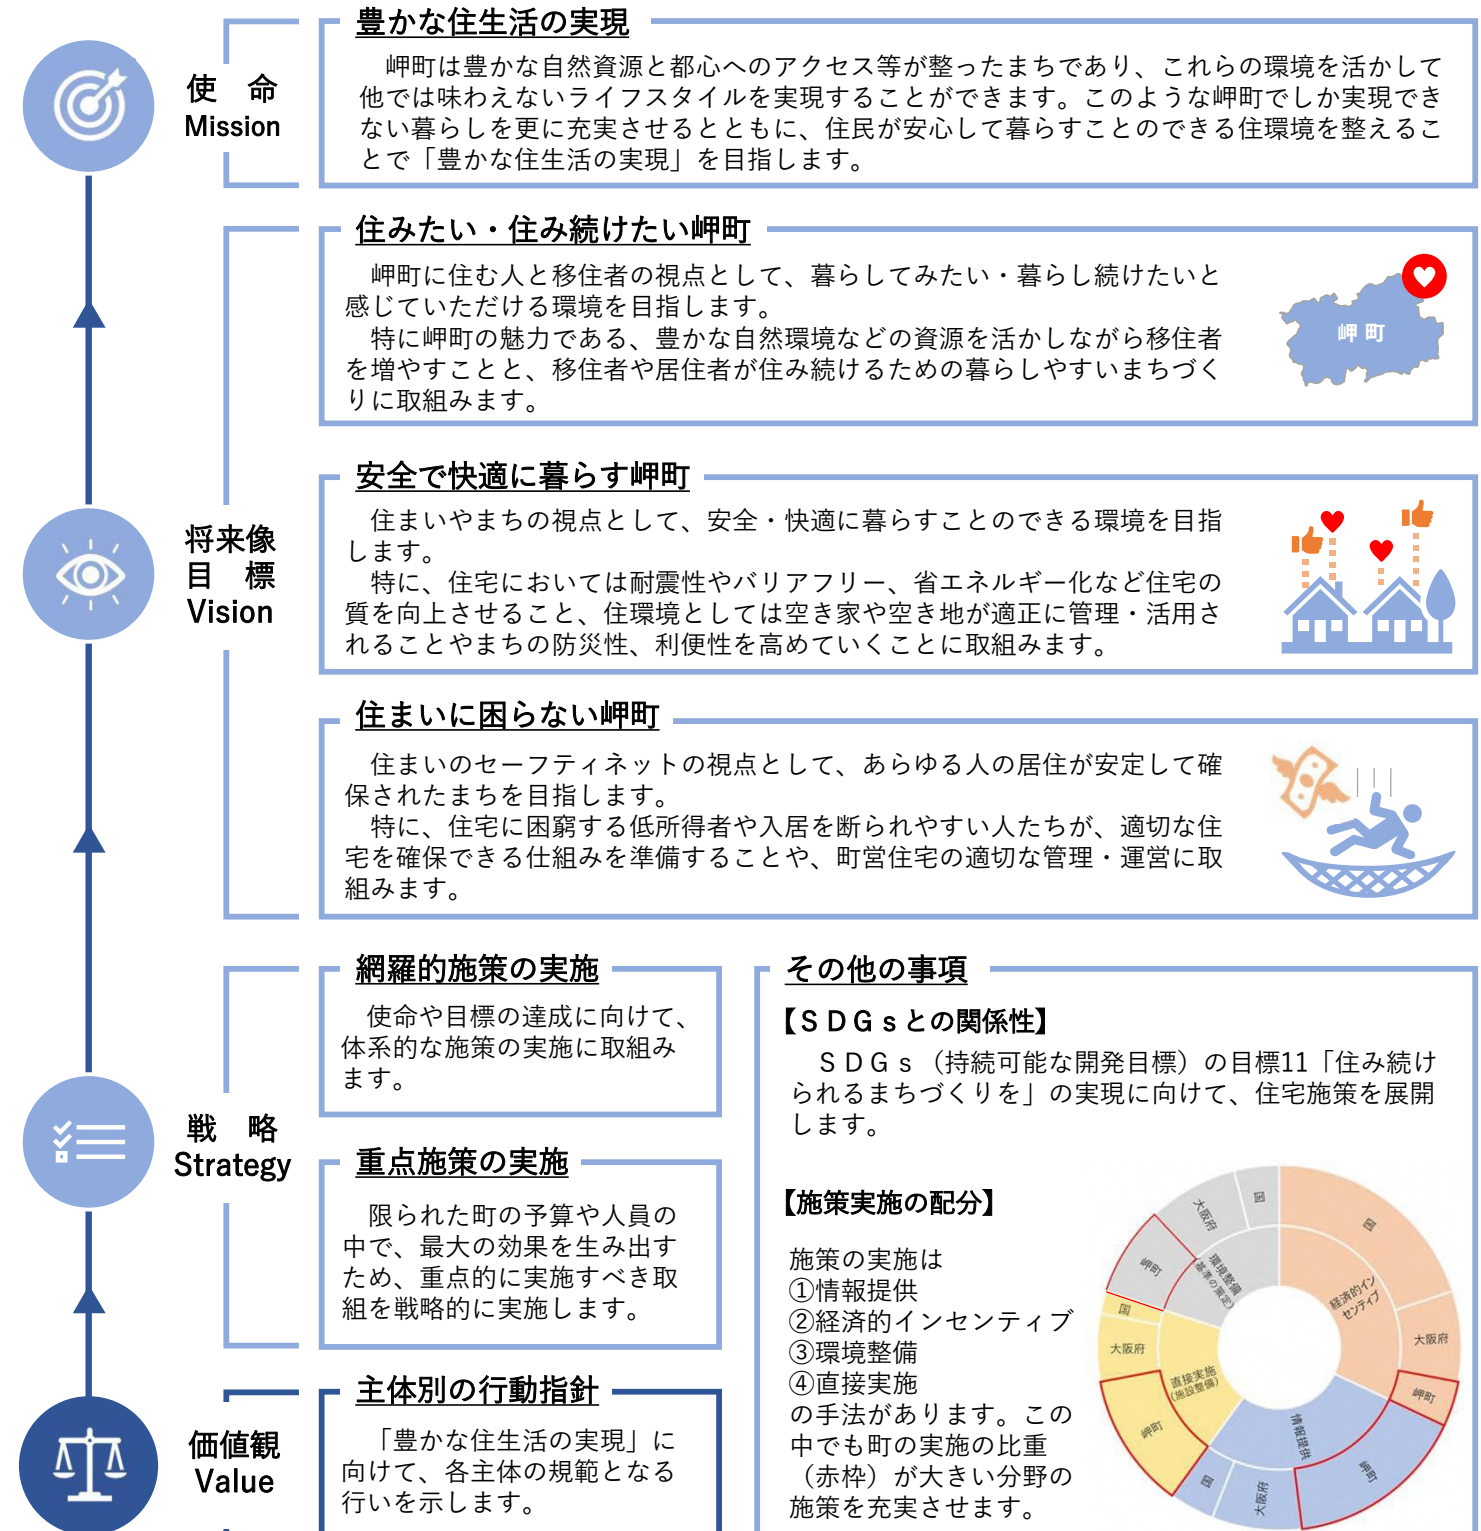 豊かな住生活の実現
使 命
Mission
岬町は豊かな自然資源と都心へのアクセス等が整ったまちであり、これらの環境を活かして
他では味わえないライフスタイルを実現することができます。このような岬町でしか実現でき
ない暮らしを更に充実させるとともに、住民が安心して暮らすことのできる住環境を整えるこ
とで「豊かな住生活の実現」を目指します。
将来像
目 標
Vision
住みたい・住み続けたい岬町
岬町に住む人と移住者の視点として、暮らしてみたい・暮らし続けたいと
感じていただける環境を目指します。
特に岬町の魅力である、豊かな自然環境などの資源を活かしながら移住者
を増やすことと、移住者や居住者が住み続けるための暮らしやすいまちづく
りに取組みます。
岬町
安全で快適に暮らす岬町
住まいやまちの視点として、安全・快適に暮らすことのできる環境を目指
します。
特に、住宅においては耐震性やバリアフリー、省エネルギー化など住宅の
質を向上させること、住環境としては空き家や空き地が適正に管理・活用さ
れることやまちの防災性、利便性を高めていくことに取組みます。
住まいに困らない岬町
住まいのセーフティネットの視点として、あらゆる人の居住が安定して確
保されたまちを目指します。
特に、住宅に困窮する低所得者や入居を断られやすい人たちが、適切な住
宅を確保できる仕組みを準備することや、町営住宅の適切な管理・運営に取
組みます。
戦 略
Strategy
網羅的施策の実施
使命や目標の達成に向けて、
体系的な施策の実施に取組み
ます。
重点施策の実施
限られた町の予算や人員の
中で、最大の効果を生み出す
ため、重点的に実施すべき取
組を戦略的に実施します。
価値観
Value
主体別の行動指針
「豊かな住生活の実現」に
向けて、各主体の規範となる
行いを示します。
その他の事項
【ＳＤＧｓとの関係性】
ＳＤＧｓ（持続可能な開発目標）の目標11「住み続け
られるまちづくりを」の実現に向けて、住宅施策を展開
します。
【施策実施の配分】
施策の実施は
①情報提供
②経済的インセンティブ
③環境整備
④直接実施
の手法があります。この
中でも町の実施の比重
（赤枠）が大きい分野の
施策を充実させます。
国
大阪府
岬町
経済的イン
センティブ
岬町
大阪府
国
情報提供
岬町
大阪府
国
直接実施
（施設整備）
岬町
大阪府
国
環境整備
（基準の策定）